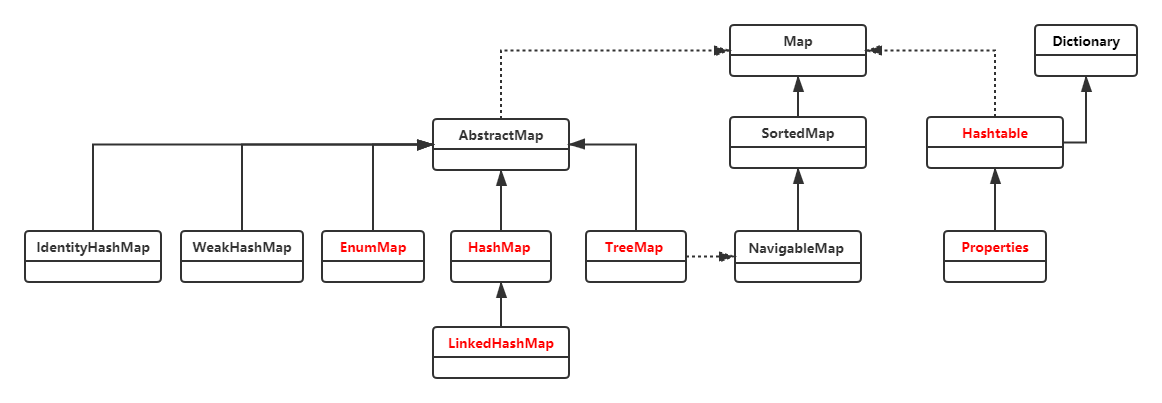 Map
Dictionary
AbstractMap
SortedMap
Hashtable
IdentityHashMap
WeakHashMap
EnumMap
HashMap
TreeMap
NavigableMap
Properties
LinkedHashMap